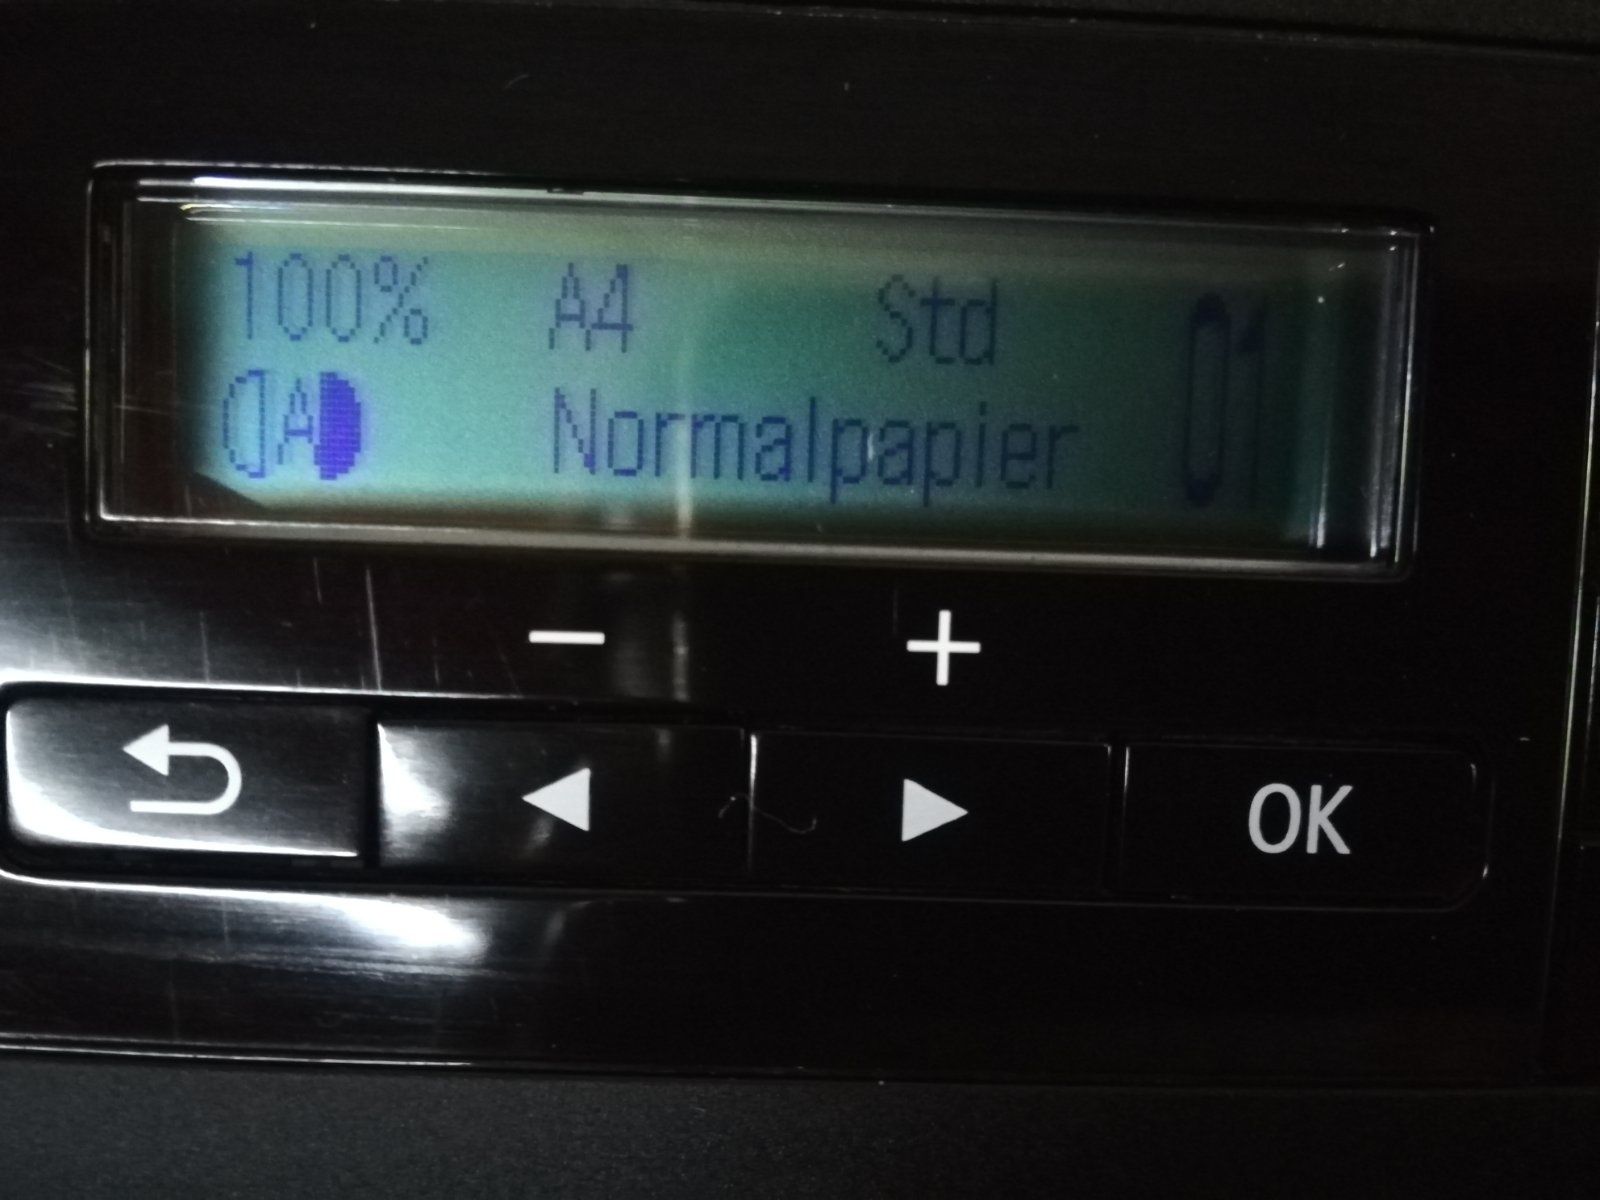 100% A4 Std 01
A Normalpapier
− +
OK